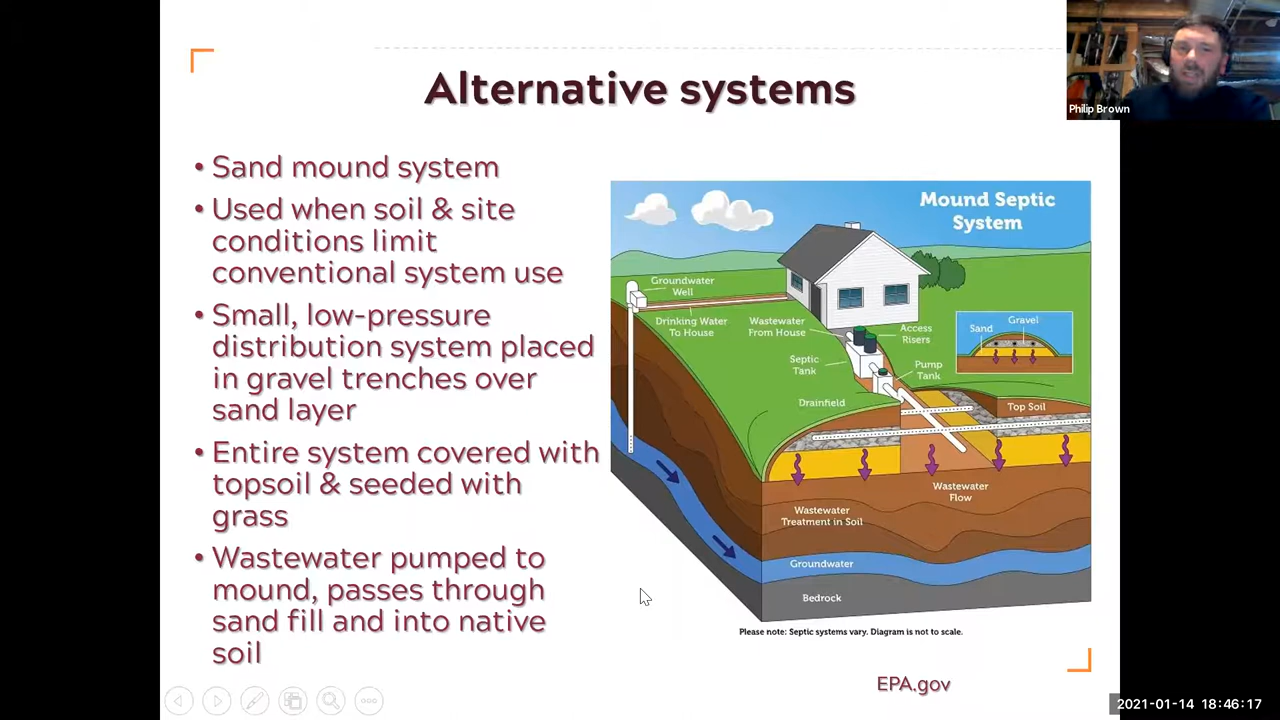 Alternative systems
Philip Brown
• Sand mound system
• Used when soil & site
conditions limit
conventional system use
• Small, low-pressure
distribution system placed
in gravel trenches over
sand layer
• Entire system covered with
topsoil & seeded with
grass
• Wastewater pumped to
mound, passes through
sand fill and into native
soil
Mound Septic
System
Groundwater
Well
Drinking Water
To House
Wastewater
From House
Access
Risers
Septic
Tank
Pump
Tank
Gravel
Sand
Drainfield
Top Soil
Wastewater
Flow
Wastewater
Treatment in Soil
Groundwater
Bedrock
Please note: Septic systems vary. Diagram is not to scale.
EPA.gov
2021-01-14 18:46:17